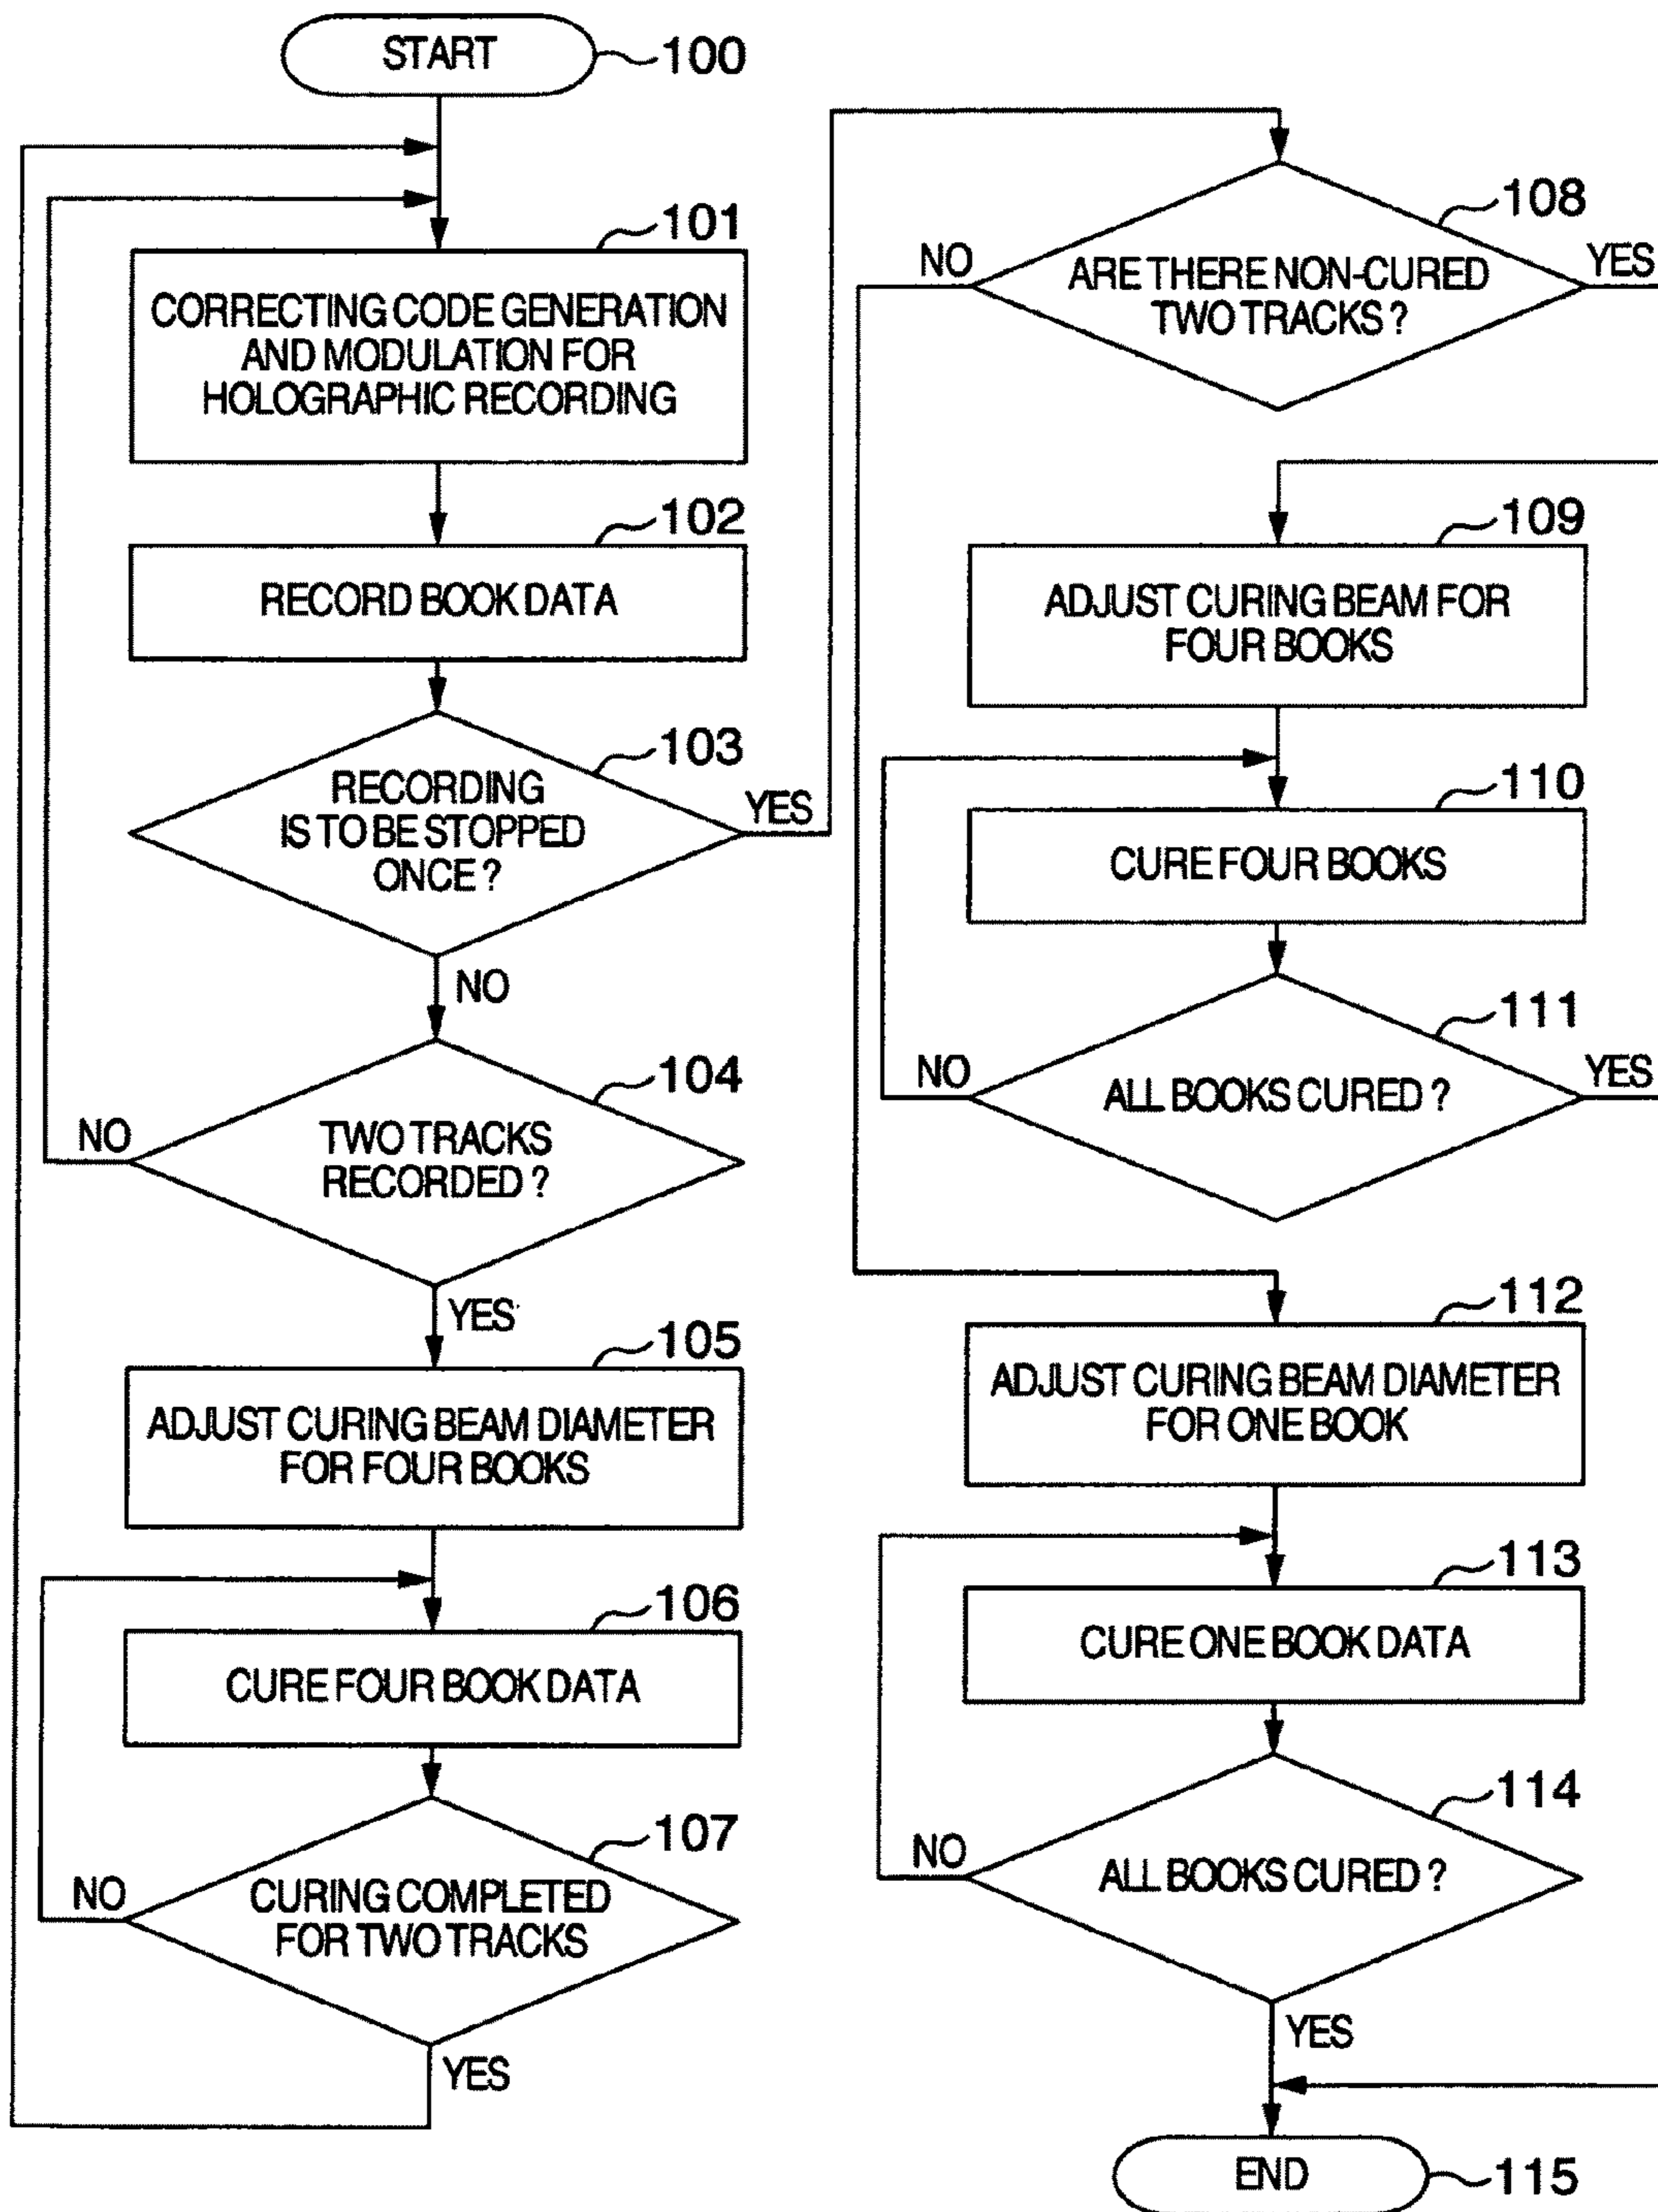 START
100
101
CORRECTING CODE GENERATION
AND MODULATION FOR
HOLOGRAPHIC RECORDING
102
RECORD BOOK DATA
103
RECORDING
IS TO BE STOPPED
ONCE ?
YES
NO
104
TWO TRACKS
RECORDED ?
NO
YES
105
ADJUST CURING BEAM DIAMETER
FOR FOUR BOOKS
106
CURE FOUR BOOK DATA
107
CURING COMPLETED
FOR TWO TRACKS
NO
YES
108
ARE THERE NON-CURED
TWO TRACKS ?
NO
YES
109
ADJUST CURING BEAM FOR
FOUR BOOKS
110
CURE FOUR BOOKS
111
ALL BOOKS CURED ?
NO
YES
112
ADJUST CURING BEAM DIAMETER
FOR ONE BOOK
113
CURE ONE BOOK DATA
114
ALL BOOKS CURED ?
NO
YES
END
115